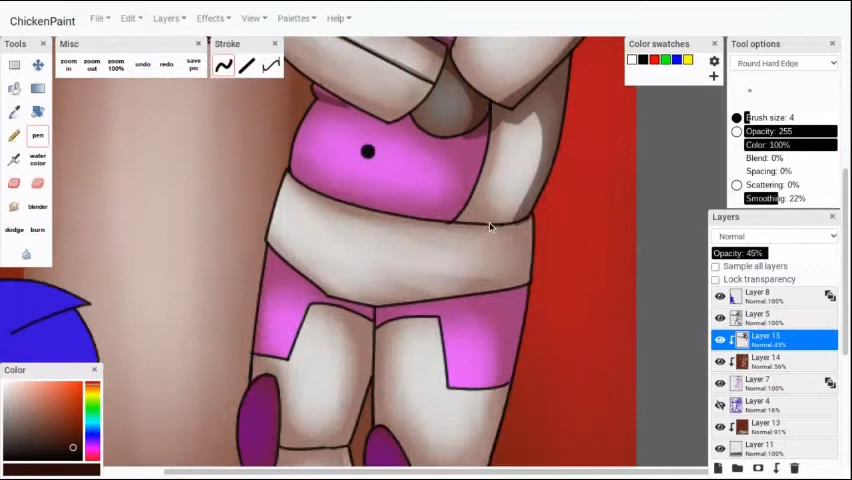 ChickenPaint File Edit Layers Effects View Palettes Help
Tools
Misc
zoom in
zoom out
zoom 100%
undo
redo
save pic
Stroke
Color swatches
Tool options
Round Hard Edge
Brush size: 4
Opacity: 255
Color: 100%
Blend: 0%
Spacing: 0%
Scattering: 0%
Smoothing: 22%
pen
water color
blender
dodge burn
Layers
Normal
Opacity: 45%
Sample all layers
Lock transparency
Layer 8
Normal:100%
Layer 5
Normal:100%
Layer 15
Normal:45%
Layer 14
Normal:56%
Layer 7
Normal:100%
Layer 4
Normal:16%
Layer 13
Normal:91%
Layer 11
Normal:100%
Color